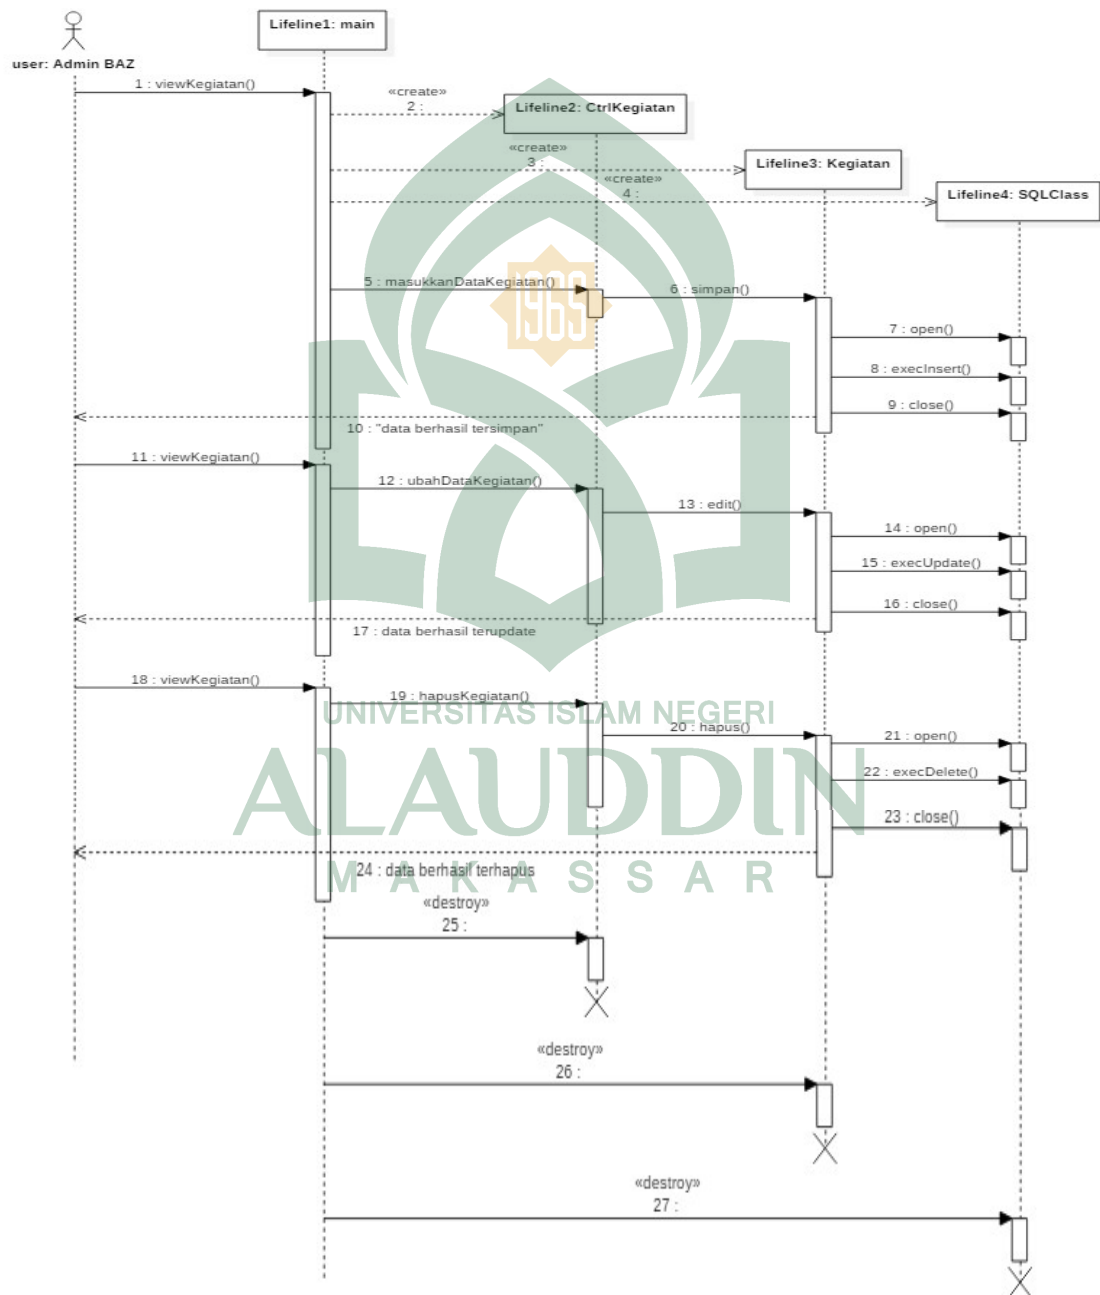 Lifeline1: main
user: Admin BAZ
1 : viewKegiatan()
«create»
2 :
Lifeline2: CtrlKegiatan
«create»
3 :
Lifeline3: Kegiatan
«create»
4 :
Lifeline4: SQLClass
5 : masukkanDataKegiatan()
6 : simpan()
1965
7 : open()
8 : execInsert()
9 : close()
10 : "data berhasil tersimpan"
11 : viewKegiatan()
12 : ubahDataKegiatan()
13 : edit()
14 : open()
15 : execUpdate()
16 : close()
17 : data berhasil terupdate
18 : viewKegiatan()
19 : hapusKegiatan()
UNIVERSITAS ISLAM NEGERI
20 : hapus()
21 : open()
22 : execDelete()
ALAUDDIN
23 : close()
24 : data berhasil terhapus
MAKASSAR
«destroy»
25 :
«destroy»
26 :
«destroy»
27 :